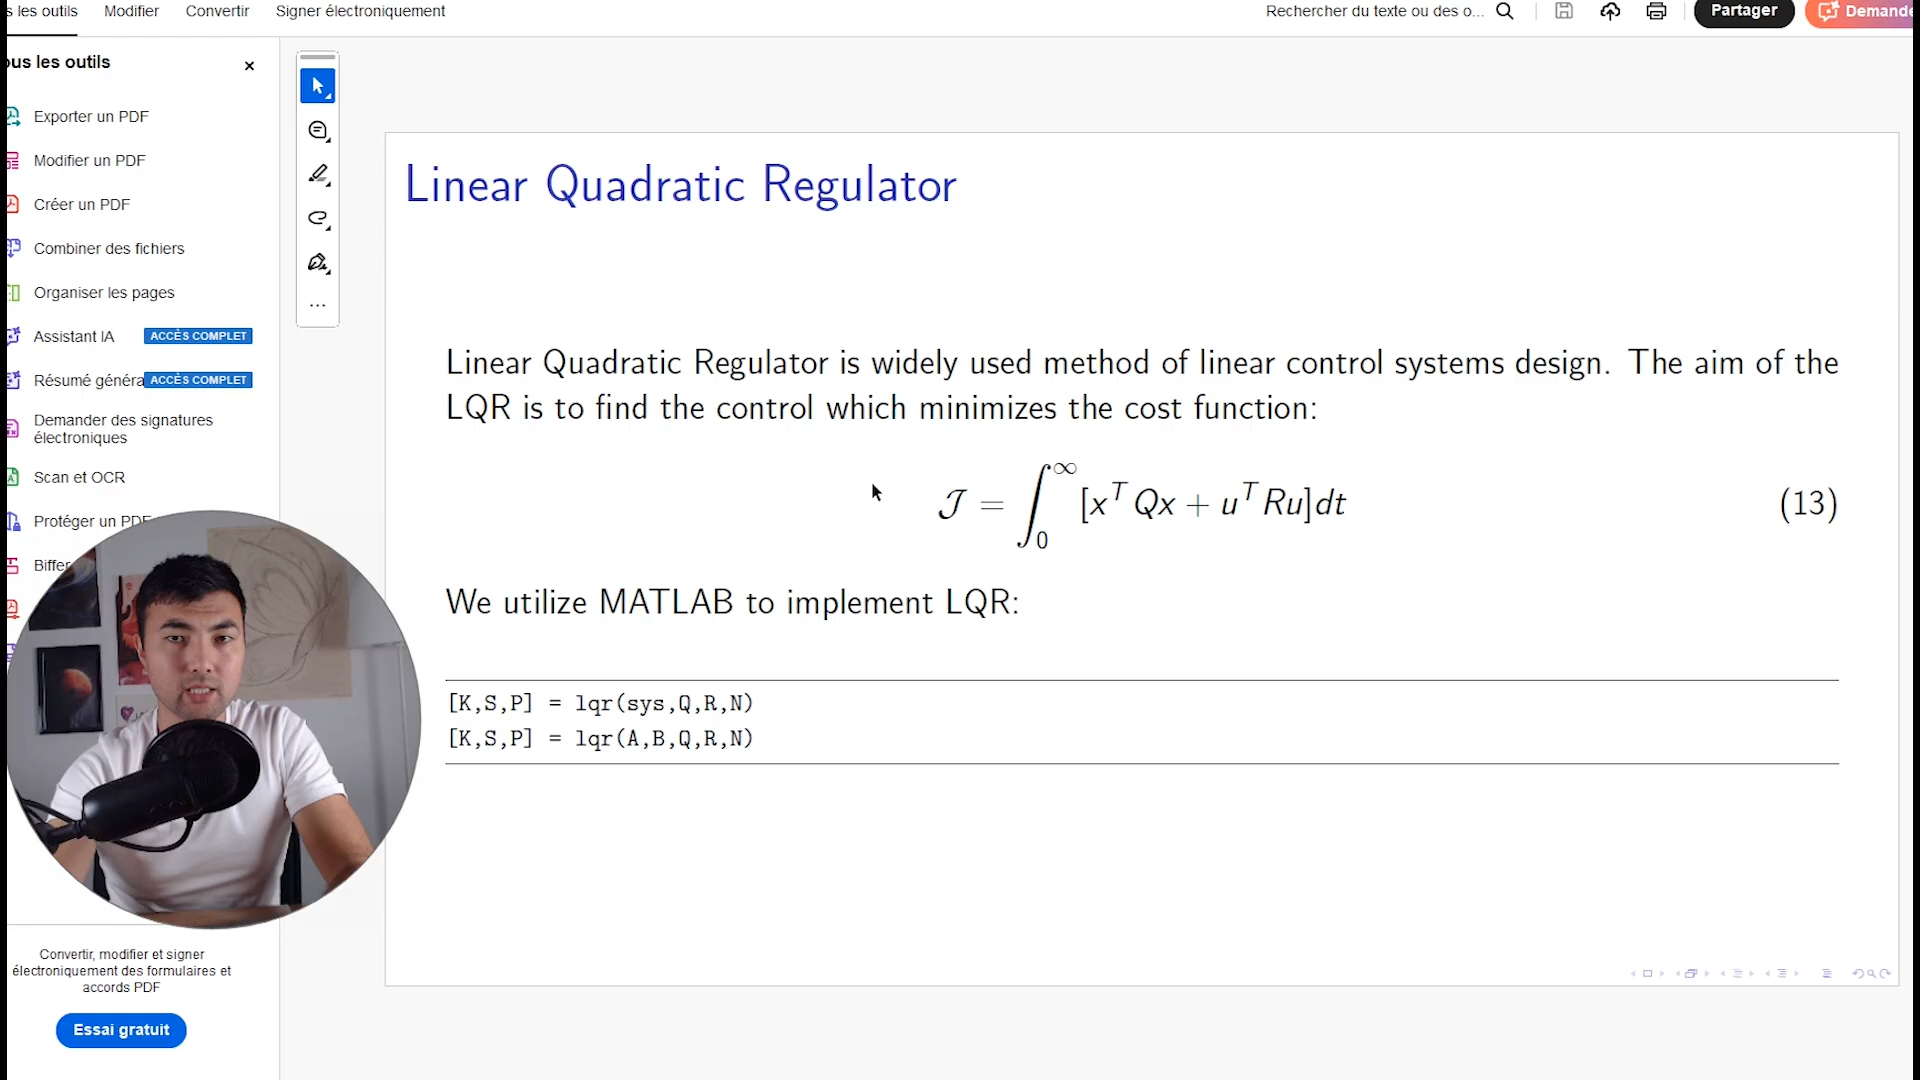 s les outils
Modifier
Convertir
Signer électroniquement
Rechercher du texte ou des o...
Partager
Demande
ous les outils
Exporter un PDF
Modifier un PDF
Créer un PDF
Combiner des fichiers
Organiser les pages
Assistant IA ACCÈS COMPLET
Résumé généra ACCÈS COMPLET
Demander des signatures
électroniques
Scan et OCR
Protéger un PDF
Biffer
Convertir, modifier et signer
électroniquement des formulaires et
accords PDF
Essai gratuit
Linear Quadratic Regulator
Linear Quadratic Regulator is widely used method of linear control systems design. The aim of the
LQR is to find the control which minimizes the cost function:
𝒥 = ∫₀^∞ [x^T Qx + u^T Ru]dt (13)
We utilize MATLAB to implement LQR:
[K,S,P] = lqr(sys,Q,R,N)
[K,S,P] = lqr(A,B,Q,R,N)